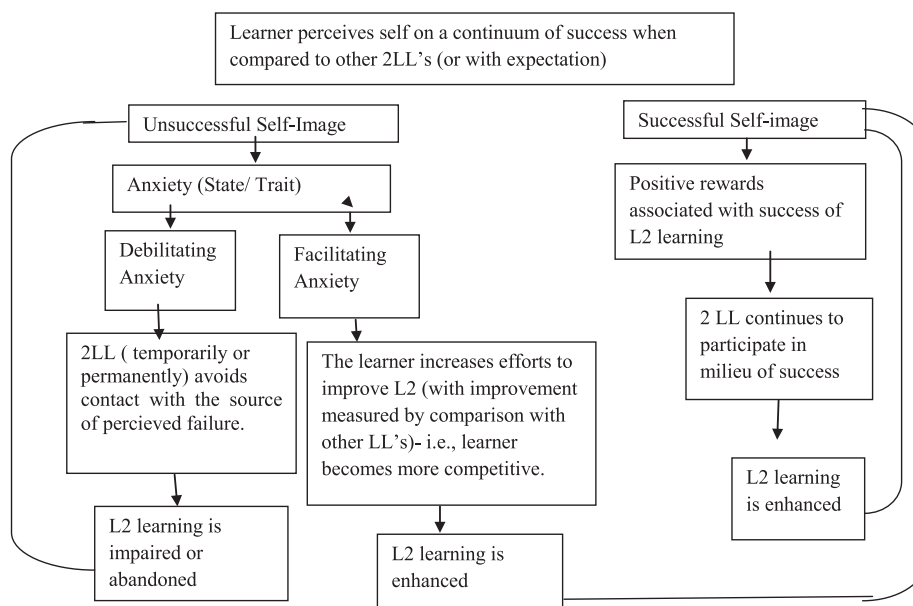 Learner perceives self on a continuum of success when
compared to other 2LL's (or with expectation)
Unsuccessful Self-Image
Successful Self-image
Anxiety (State/ Trait)
Positive rewards
associated with success of
L2 learning
Debilitating
Anxiety
Facilitating
Anxiety
2 LL continues to
participate in
milieu of success
2LL ( temporarily or
permanently) avoids
contact with the source
of percieved failure.
The learner increases efforts to
improve L2 (with improvement
measured by comparison with
other LL's)- i.e., learner
becomes more competitive.
L2 learning
is enhanced
L2 learning is
impaired or
abandoned
L2 learning is
enhanced